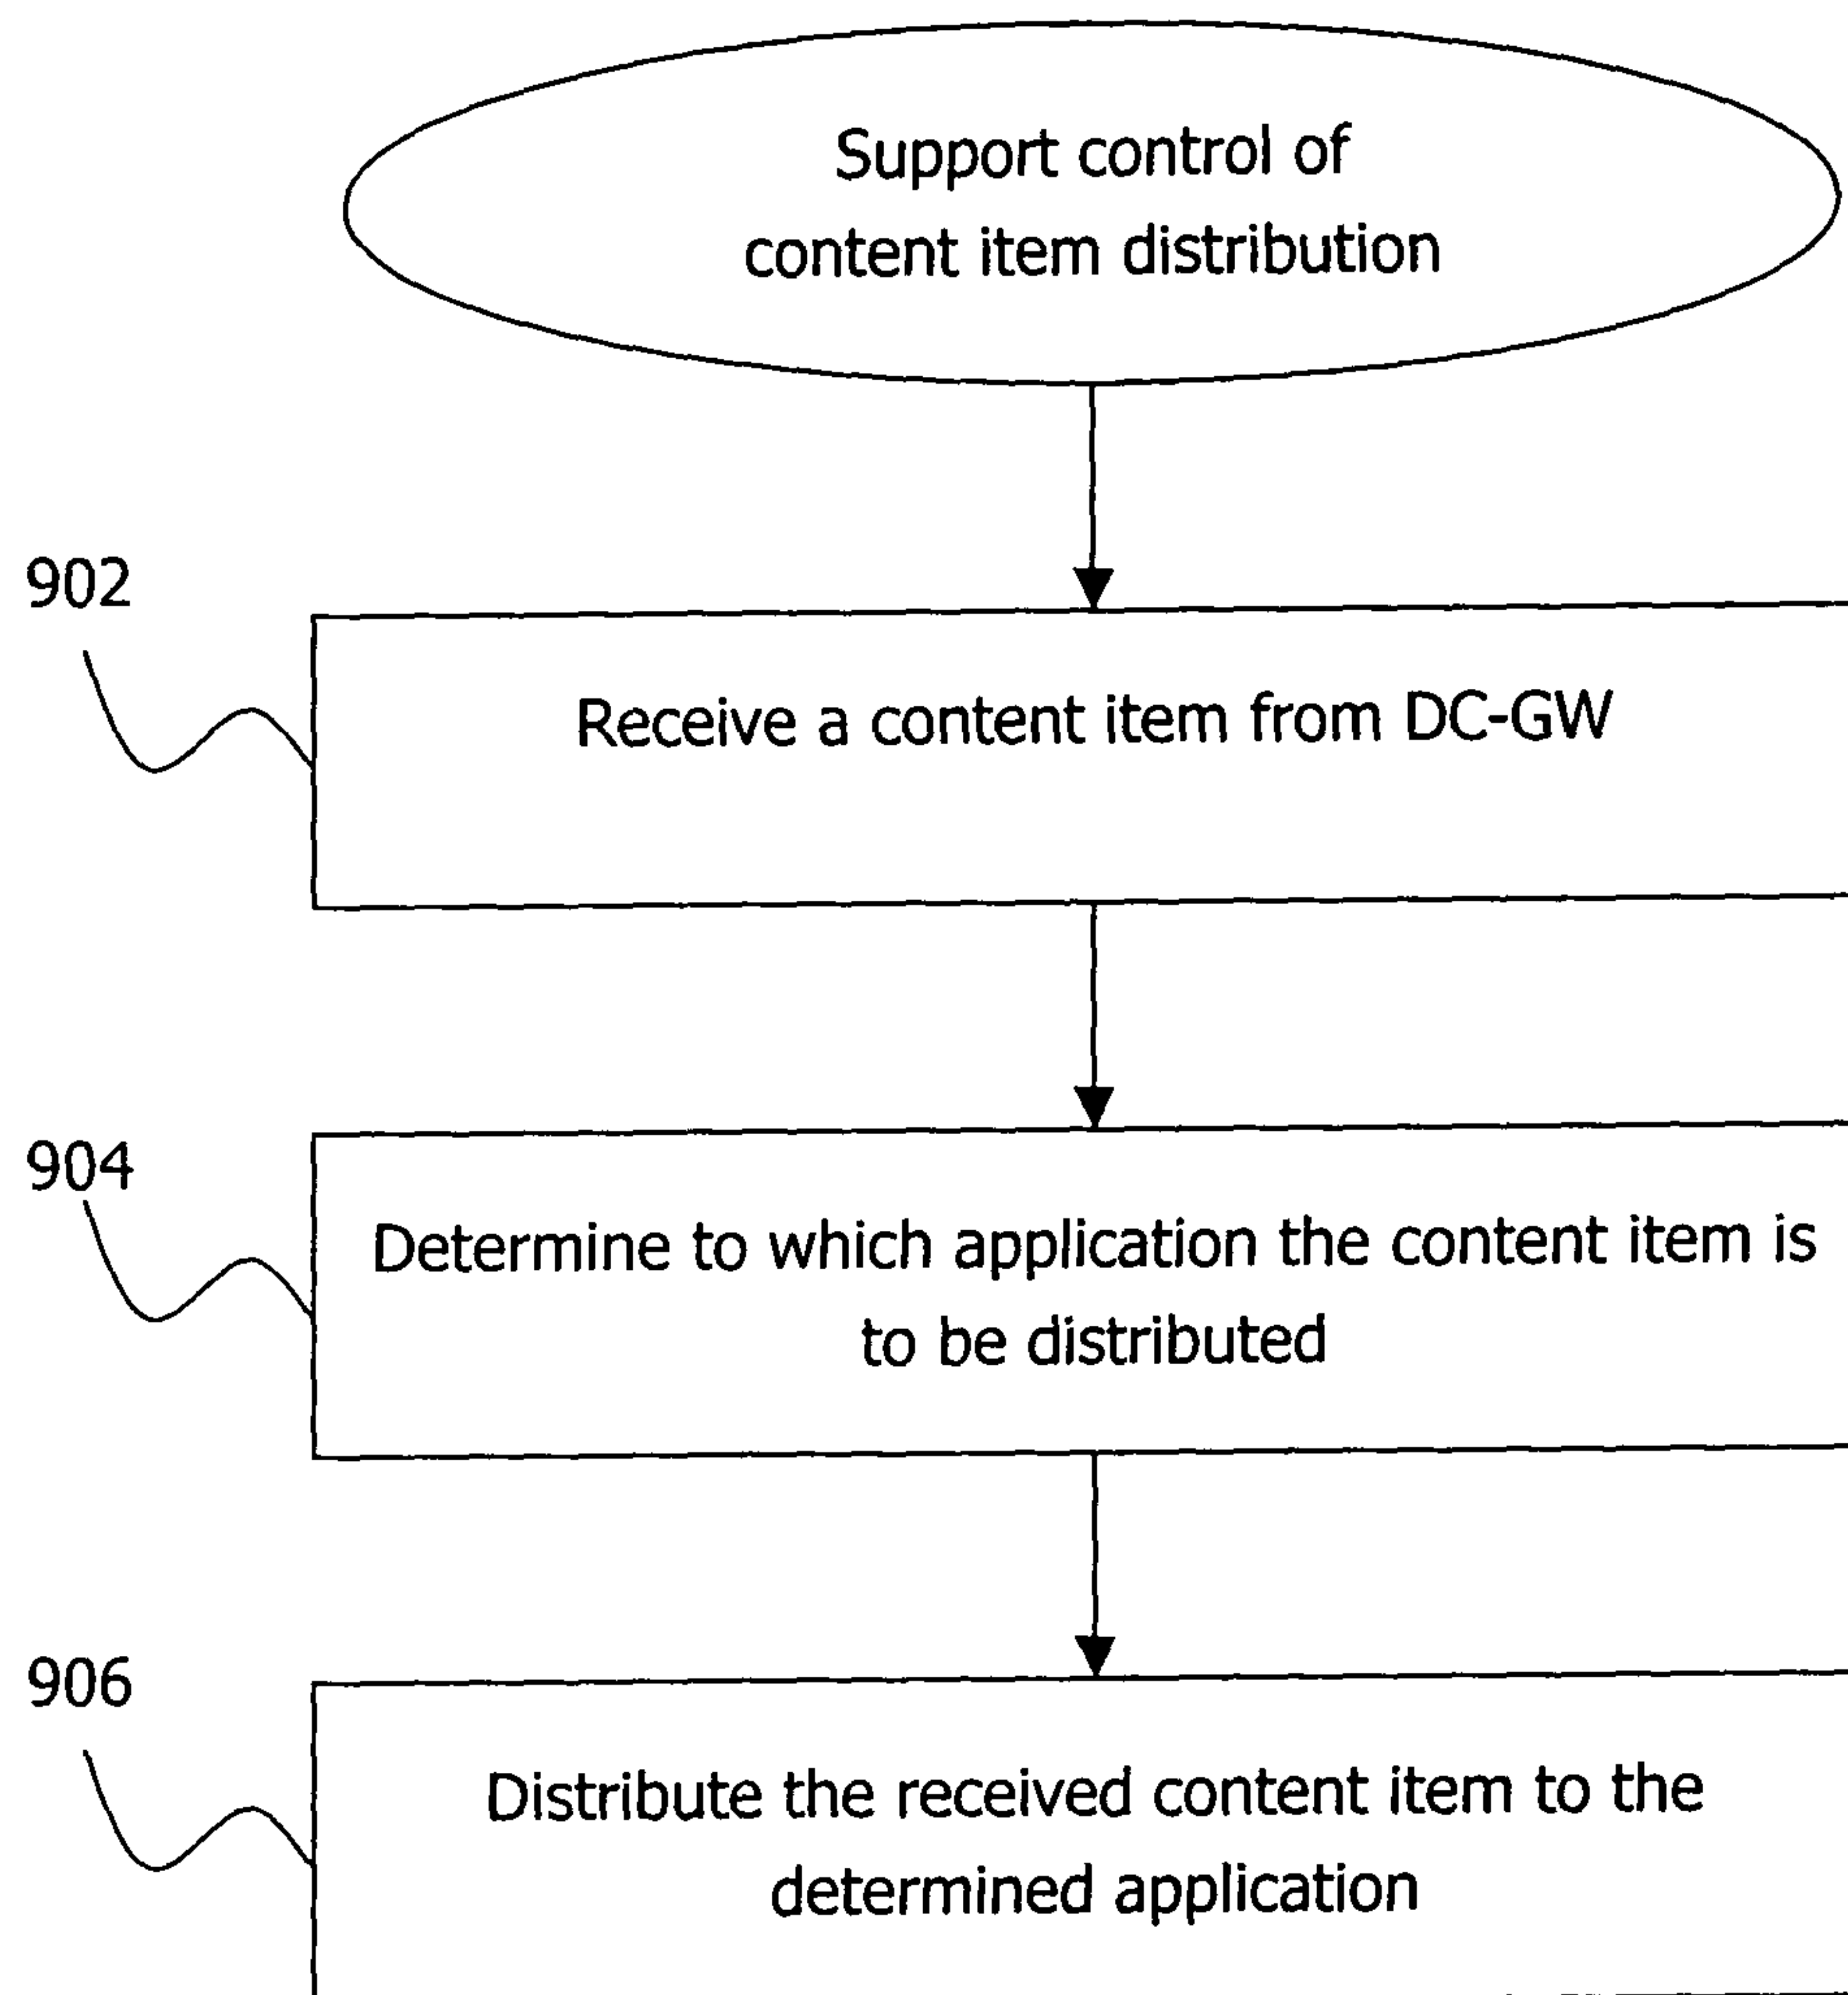 Support control of
content item distribution
902
Receive a content item from DC-GW
904
Determine to which application the content item is
to be distributed
906
Distribute the received content item to the
determined application